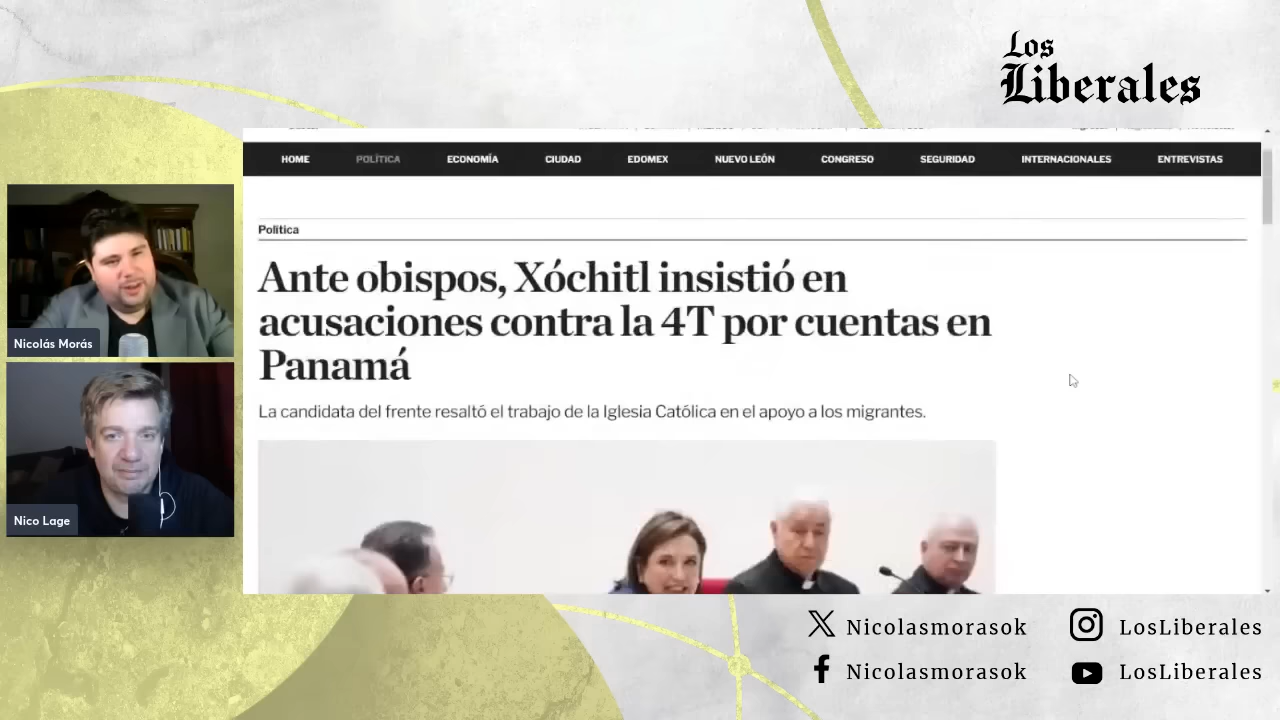 Los
Liberales
HOME POLÍTICA ECONOMÍA CIUDAD EDOMEX NUEVO LEÓN CONGRESO SEGURIDAD INTERNACIONALES ENTREVISTAS
Política
Ante obispos, Xóchitl insistió en
acusaciones contra la 4T por cuentas en
Panamá
La candidata del frente resaltó el trabajo de la Iglesia Católica en el apoyo a los migrantes.
Nicolás Morás
Nico Lage
Nicolasmorasok
LosLiberales
Nicolasmorasok
LosLiberales